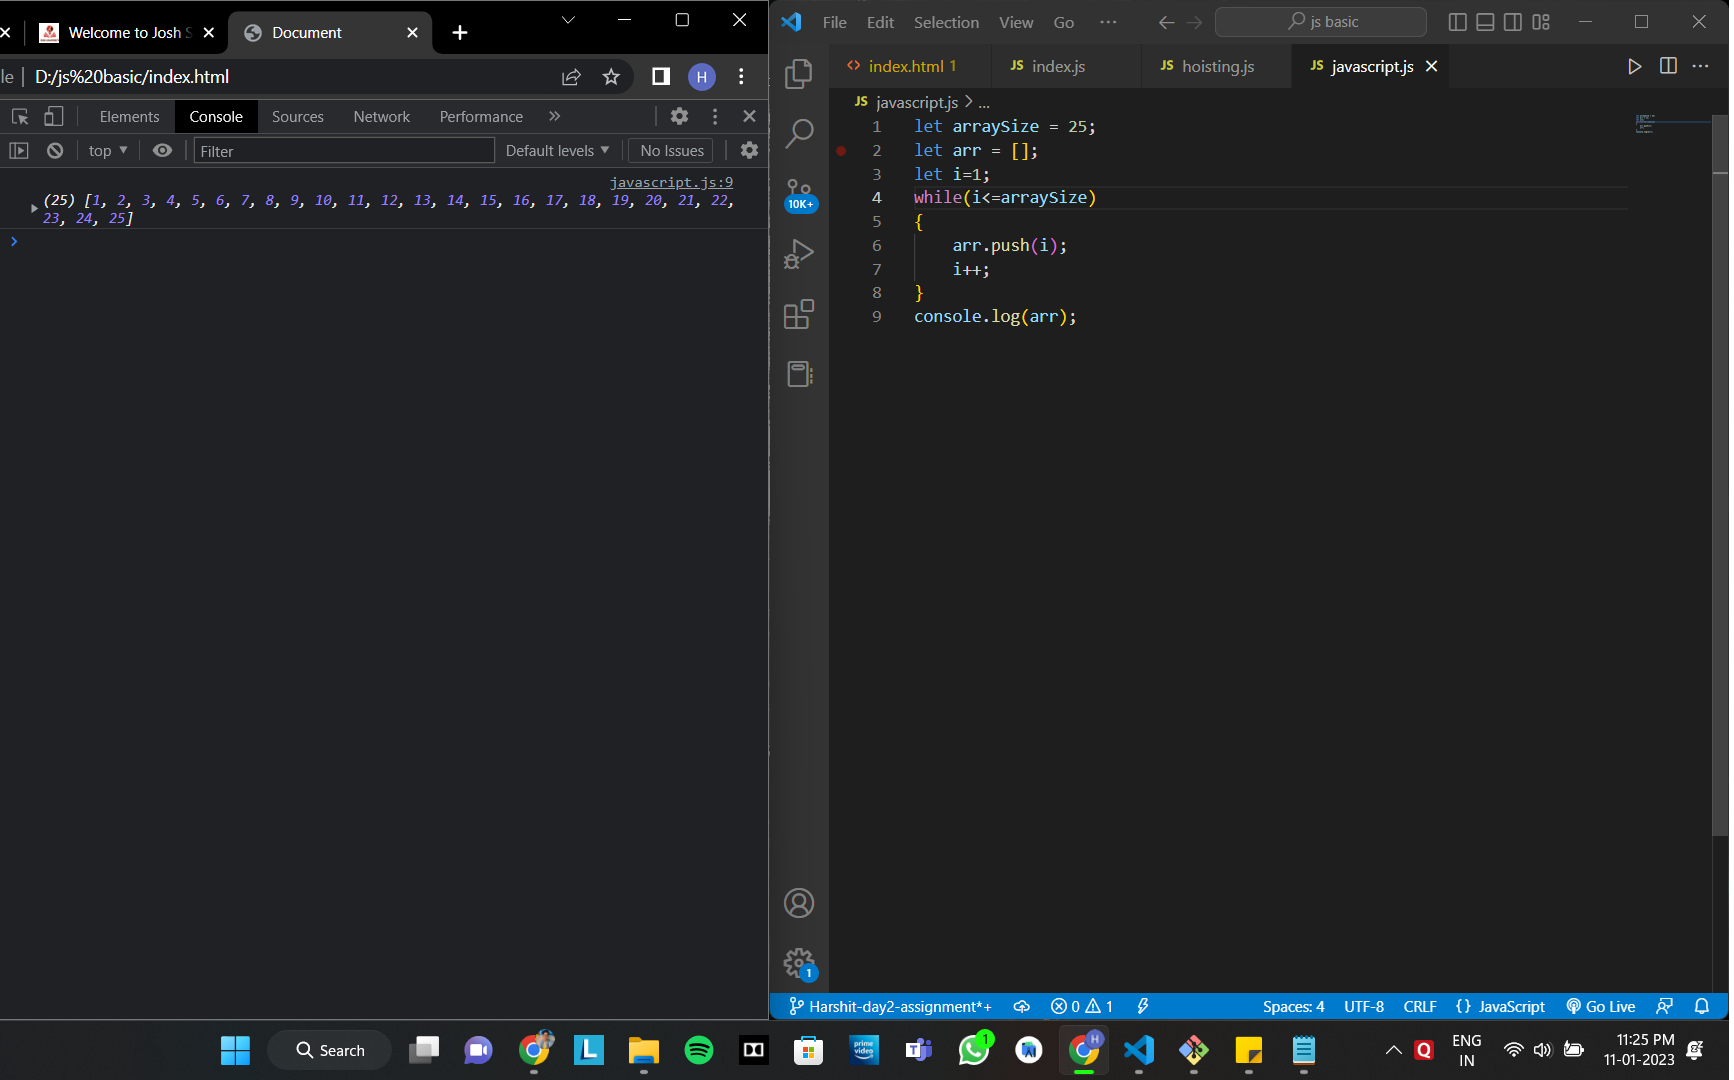 Welcome to Josh S
Document
le | D:/js%20basic/index.html
H
Elements Console Sources Network Performance »
top ▼ Filter Default levels ▼ No Issues
javascript.js:9
(25) [1, 2, 3, 4, 5, 6, 7, 8, 9, 10, 11, 12, 13, 14, 15, 16, 17, 18, 19, 20, 21, 22,
23, 24, 25]
File Edit Selection View Go ··· js basic
<> index.html 1 JS index.js JS hoisting.js JS javascript.js
JS javascript.js > ...
10K+
1 let arraySize = 25;
2 let arr = [];
3 let i=1;
4 while(i<=arraySize)
5 {
6 arr.push(i);
7 i++;
8 }
9 console.log(arr);
1
Harshit-day2-assignment*+ 0 1 Spaces: 4 UTF-8 CRLF {} JavaScript Go Live
Search
L
prime video
T
1
H
Q
ENG
IN
11:25 PM
11-01-2023